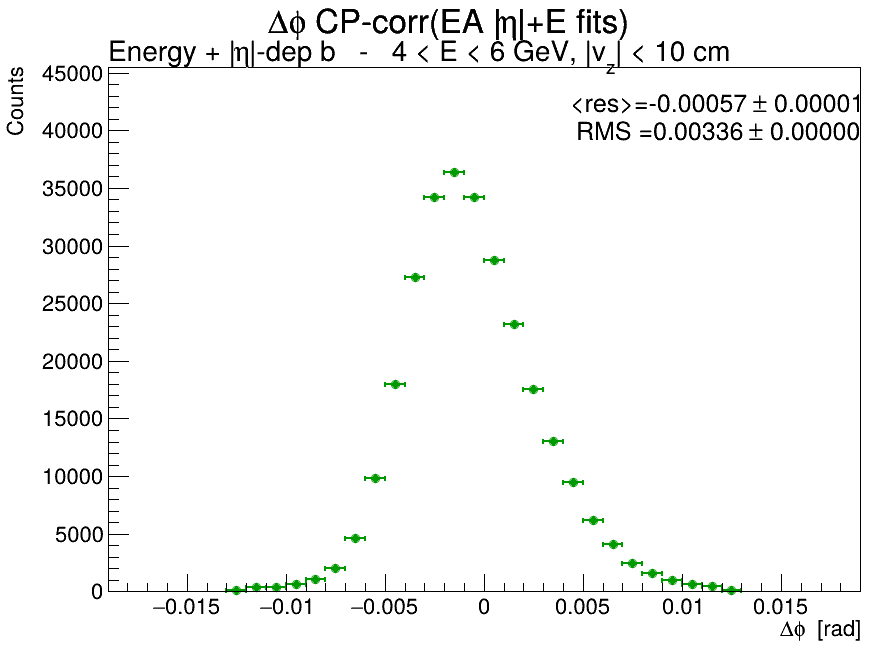 Δϕ CP-corr(EA |η|+E fits)
Energy + |η|-dep b - 4 < E < 6 GeV, |v_z| < 10 cm
<res>=-0.00057 ± 0.00001
RMS =0.00336 ± 0.00000
Counts
45000
40000
35000
30000
25000
20000
15000
10000
5000
0
−0.015 −0.01 −0.005 0 0.005 0.01 0.015
Δϕ [rad]